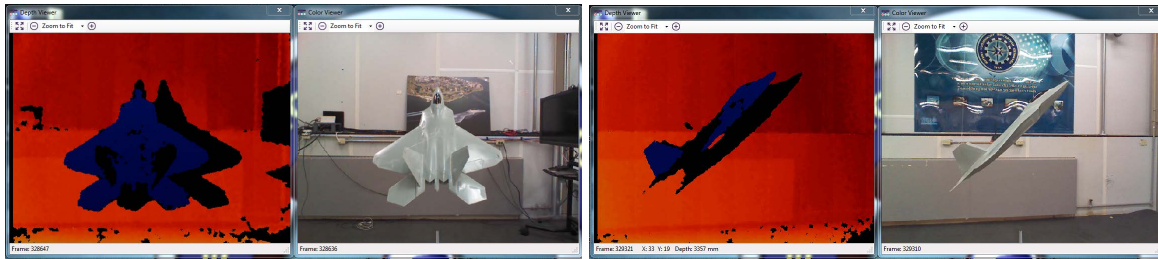 Depth Viewer
X
Zoom to Fit
Frame: 328647
Color Viewer
X
Zoom to Fit
Frame: 328636
Depth Viewer
X
Zoom to Fit
Frame: 329321 X: 33 Y: 19 Depth: 3357 mm
Color Viewer
X
Zoom to Fit
Frame: 329310